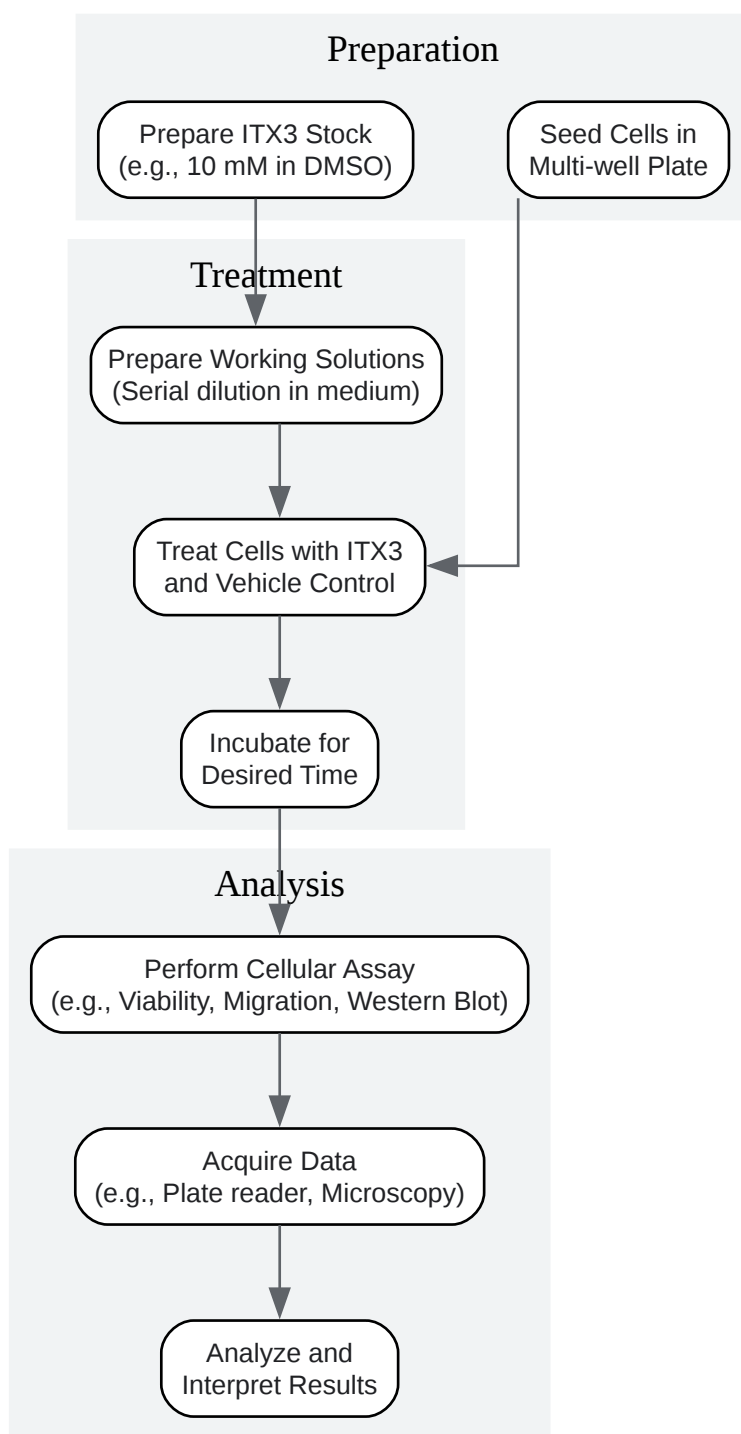 Preparation
Prepare ITX3 Stock
(e.g., 10 mM in DMSO)
Seed Cells in
Multi-well Plate
Treatment
Prepare Working Solutions
(Serial dilution in medium)
Treat Cells with ITX3
and Vehicle Control
Incubate for
Desired Time
Analysis
Perform Cellular Assay
(e.g., Viability, Migration, Western Blot)
Acquire Data
(e.g., Plate reader, Microscopy)
Analyze and
Interpret Results